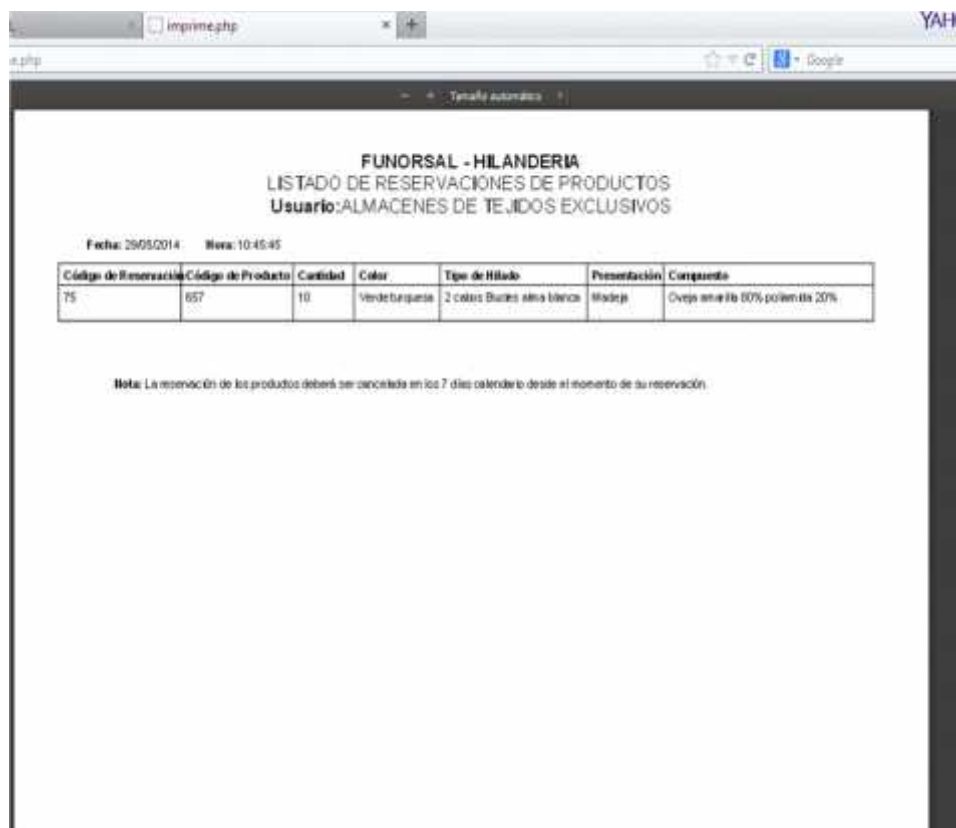 imprime.php
YAH
e.php
Google
Tamaño automático
FUNORSAL - HILANDERIA
LISTADO DE RESERVACIONES DE PRODUCTOS
Usuario:ALMACENES DE TEJIDOS EXCLUSIVOS
Fecha: 29/05/2014 Hora: 10:45:45
Código de Reservación Código de Producto Cantidad Color Tipo de Hilado Presentación Compuesto
75 657 10 Verde turquesa 2 cabos Bucles alma blanca Madeja Oveja amarilla 80% poliamida 20%
Nota: La reservación de los productos deberá ser cancelada en los 7 días calendario desde el momento de su reservación.